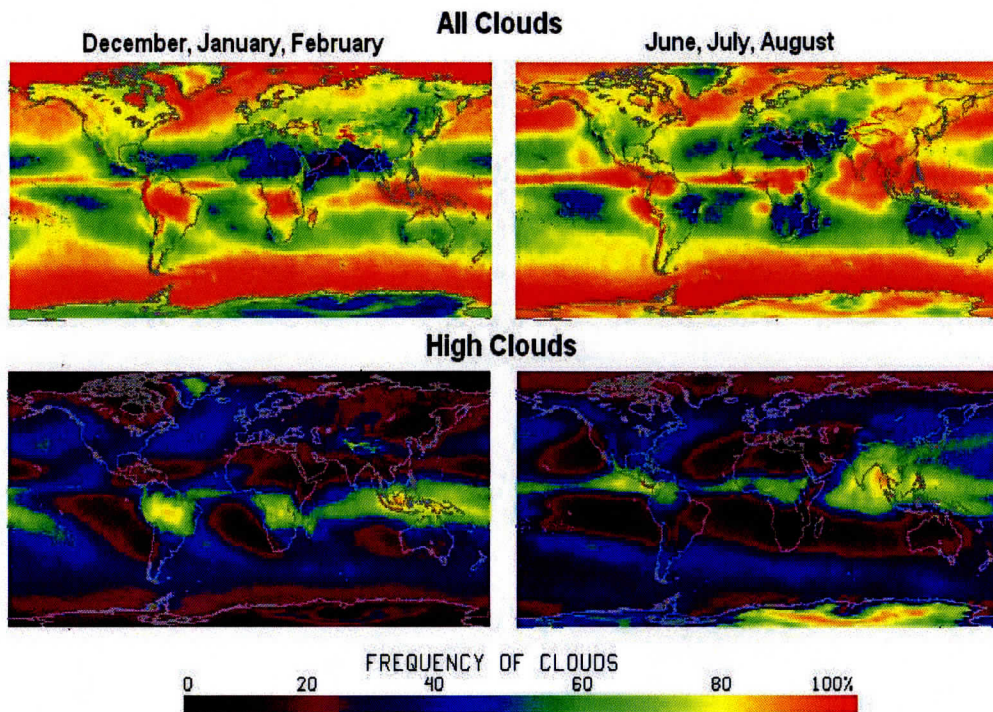 All Clouds
December, January, February
June, July, August
High Clouds
FREQUENCY OF CLOUDS
0 20 40 60 80 100%